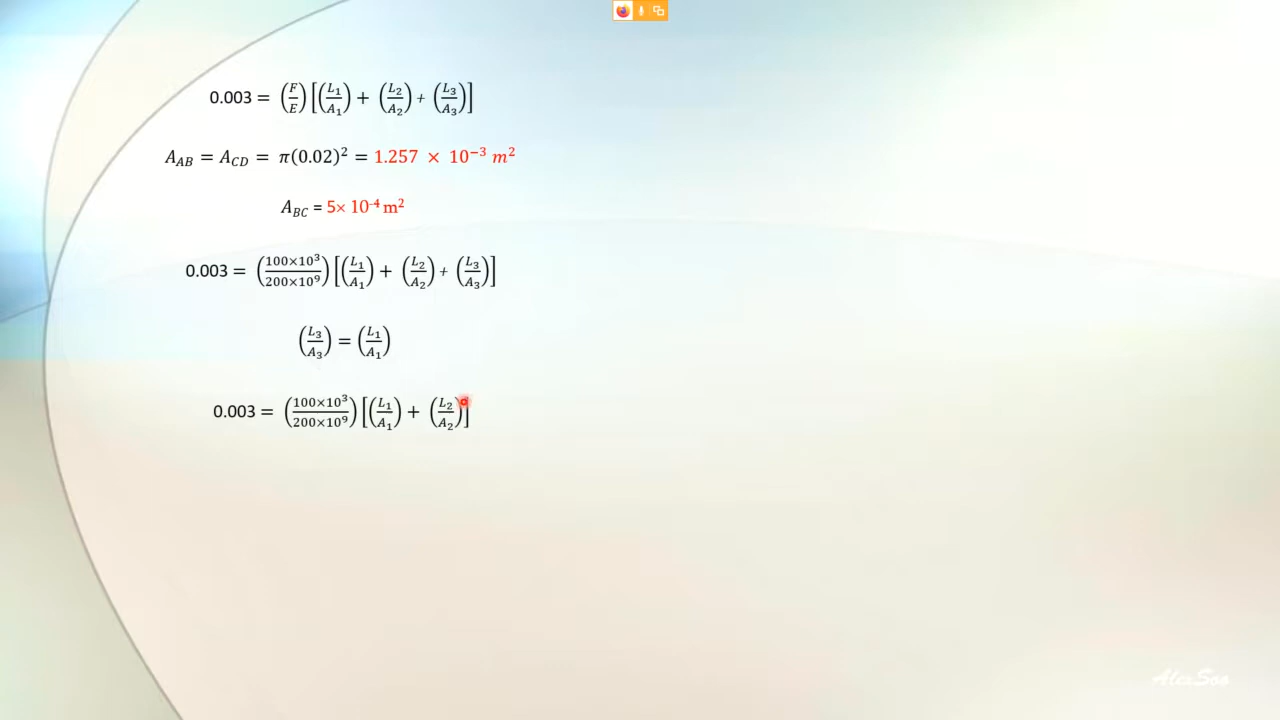 0.003 = (F/E) [(L₁/A₁) + (L₂/A₂) + (L₃/A₃)]
A_AB = A_CD = π(0.02)² = 1.257 × 10⁻³ m²
A_BC = 5× 10⁻⁴ m²
0.003 = (100×10³/200×10⁹) [(L₁/A₁) + (L₂/A₂) + (L₃/A₃)]
(L₃/A₃) = (L₁/A₁)
0.003 = (100×10³/200×10⁹) [(L₁/A₁) + (L₂/A₂)]
AlexSoo